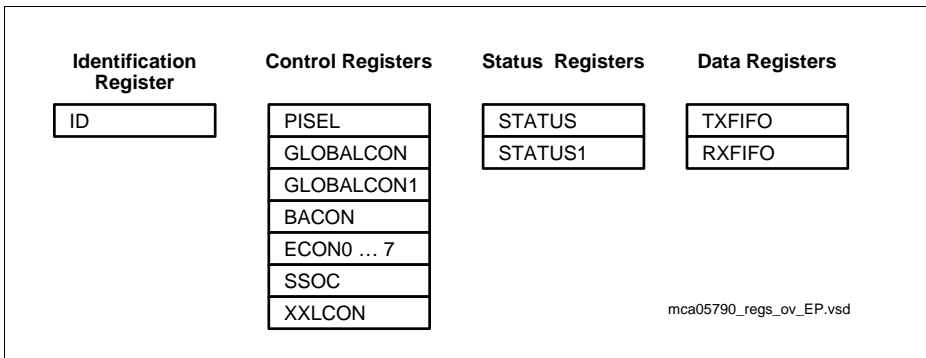 Identification
Register
ID
Control Registers
PISEL
GLOBALCON
GLOBALCON1
BACON
ECON0 … 7
SSOC
XXLCON
Status Registers
STATUS
STATUS1
Data Registers
TXFIFO
RXFIFO
mca05790_regs_ov_EP.vsd